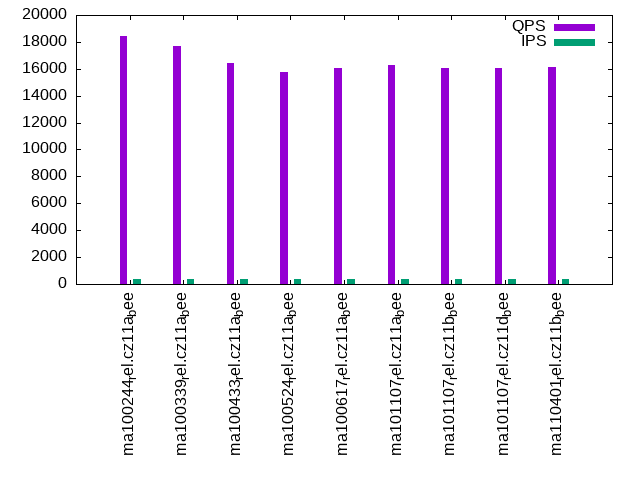 20000
18000
16000
14000
12000
10000
8000
6000
4000
2000
0
QPS
IPS
ma100244rel.cz11abee
ma100339rel.cz11abee
ma100433rel.cz11abee
ma100524rel.cz11abee
ma100617rel.cz11abee
ma101107rel.cz11abee
ma101107rel.cz11bbee
ma101107rel.cz11dbee
ma110401rel.cz11bbee